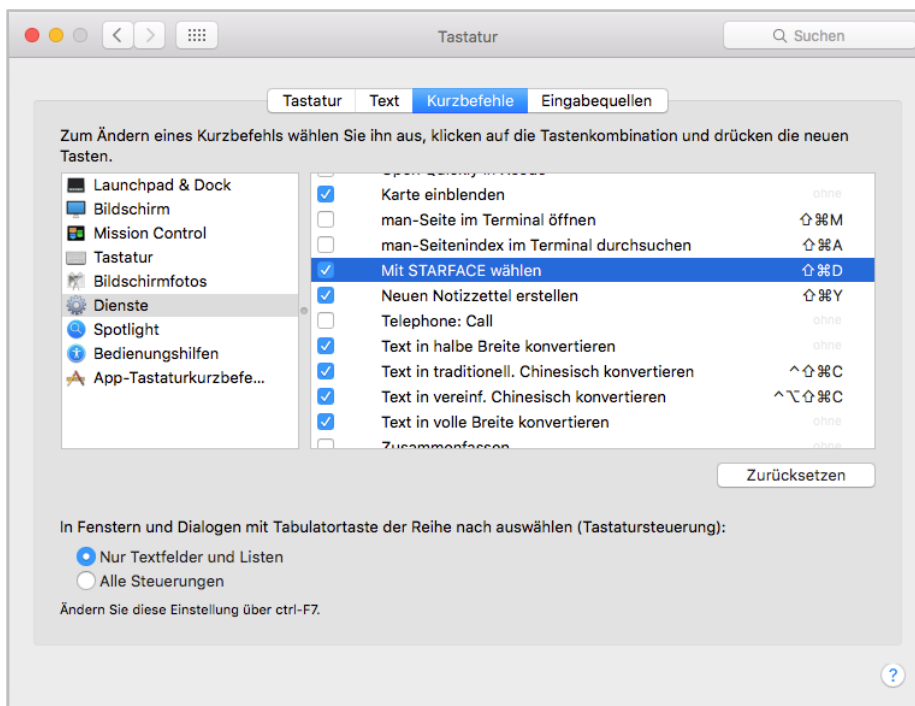 Tastatur
Suchen
Tastatur Text Kurzbefehle Eingabequellen
Zum Ändern eines Kurzbefehls wählen Sie ihn aus, klicken auf die Tastenkombination und drücken die neuen
Tasten.
Launchpad & Dock
Bildschirm
Mission Control
Tastatur
Bildschirmfotos
Dienste
Spotlight
Bedienungshilfen
App-Tastaturkurzbefe...
Karte einblenden ohne
man-Seite im Terminal öffnen ⇧⌘M
man-Seitenindex im Terminal durchsuchen ⇧⌘A
Mit STARFACE wählen ⇧⌘D
Neuen Notizzettel erstellen ⇧⌘Y
Telephone: Call ohne
Text in halbe Breite konvertieren ohne
Text in traditionell. Chinesisch konvertieren ^⇧⌘C
Text in vereinf. Chinesisch konvertieren ^⌥⇧⌘C
Text in volle Breite konvertieren ohne
Zusammenfassen ohne
Zurücksetzen
In Fenstern und Dialogen mit Tabulatortaste der Reihe nach auswählen (Tastatursteuerung):
Nur Textfelder und Listen
Alle Steuerungen
Ändern Sie diese Einstellung über ctrl-F7.
?